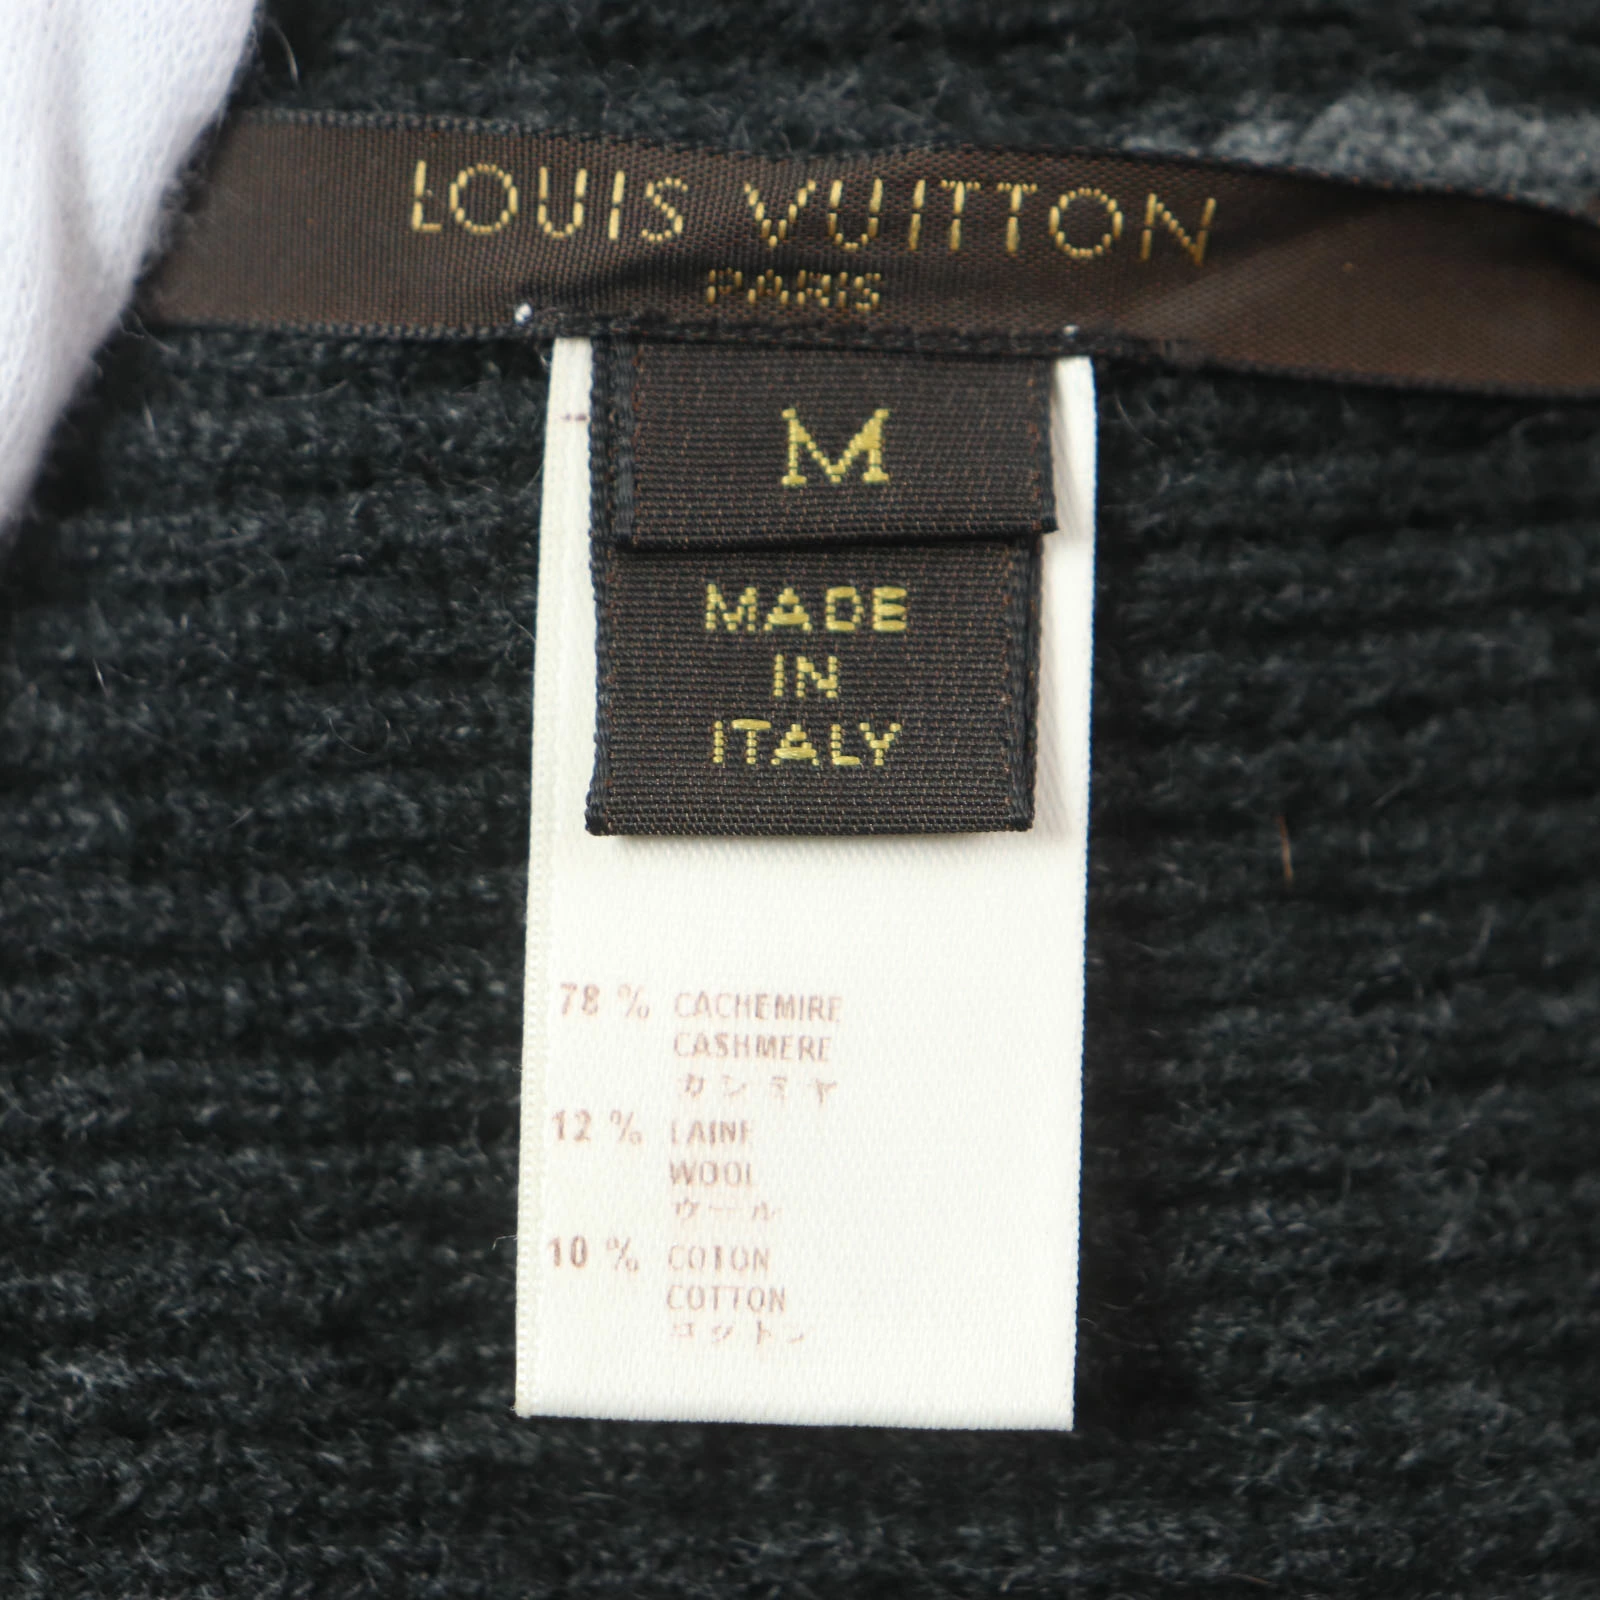 LOUIS VUITTON
PARIS
M
MADE
IN
ITALY
78 % CACHEMIRE
CASHMERE
カシミヤ
12 % LAINE
WOOL
ウール
10 % COTON
COTTON
コットン